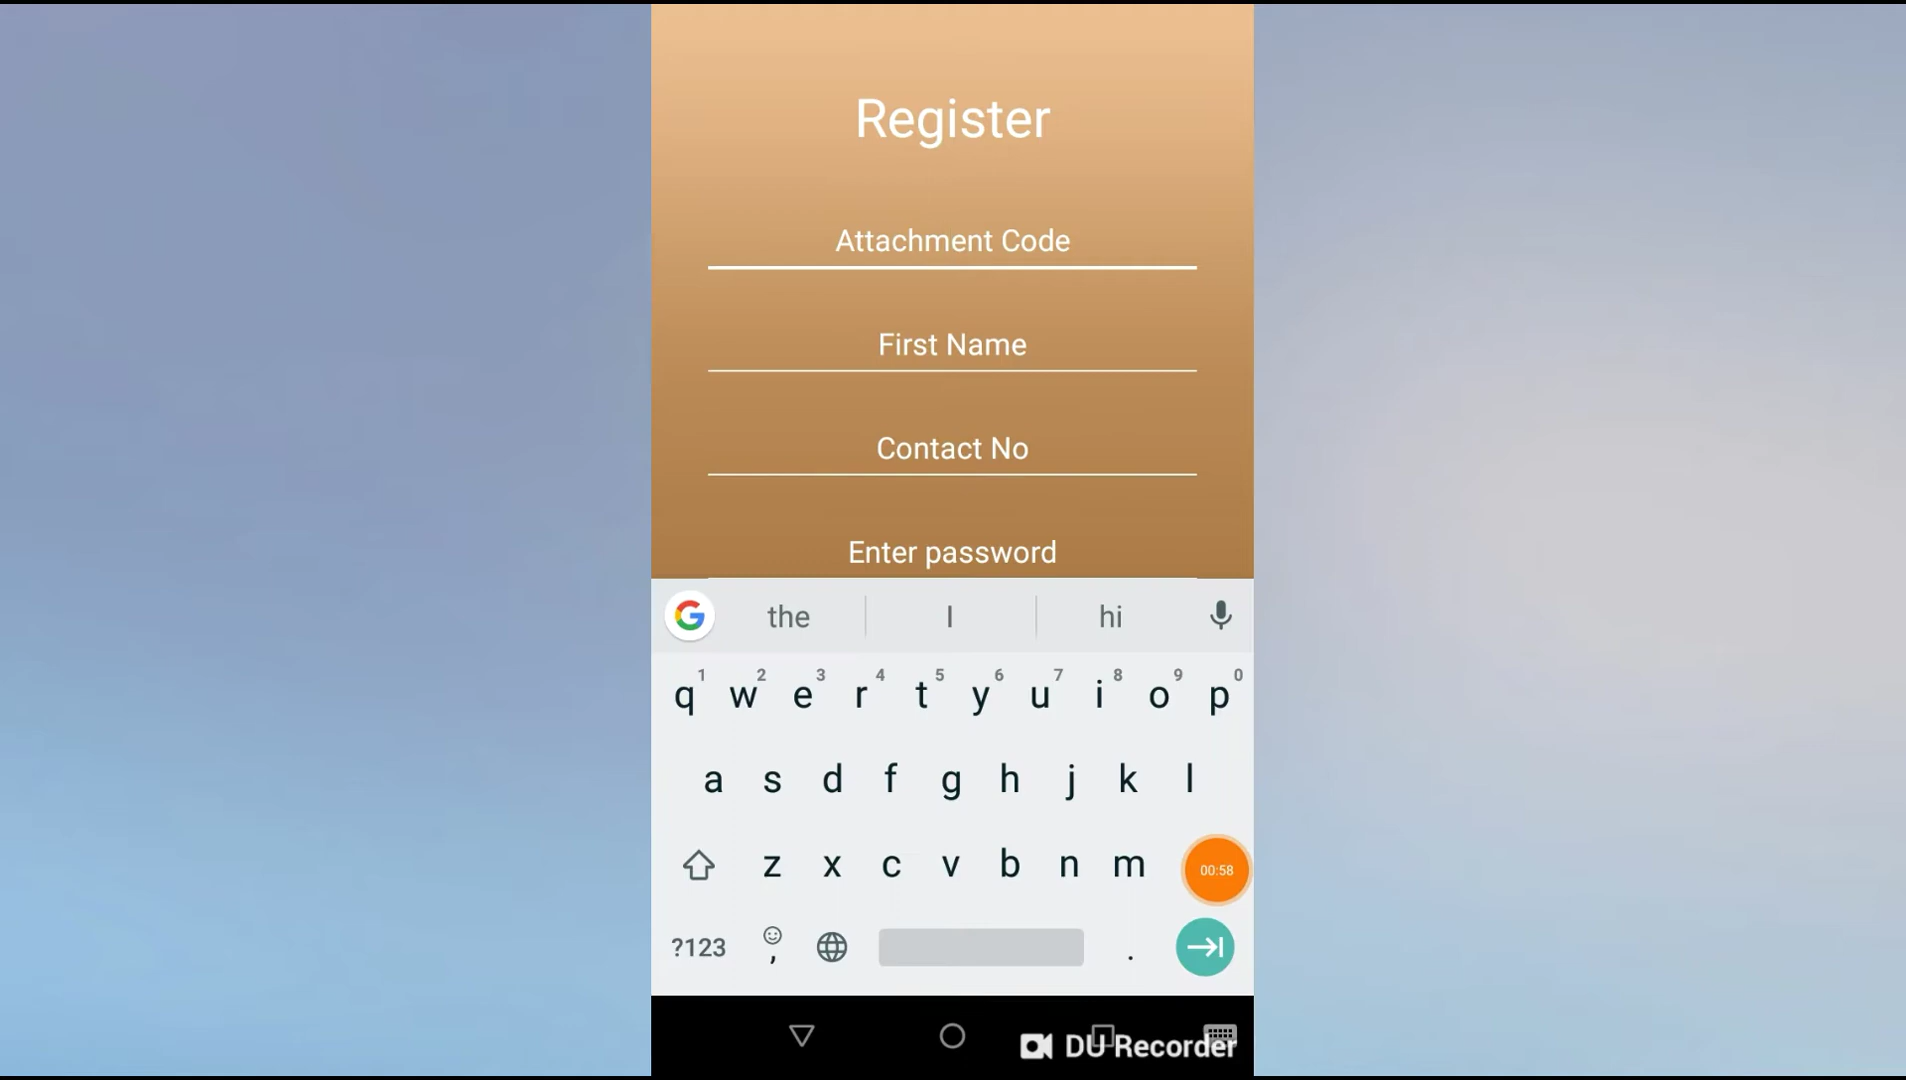 Register
Attachment Code
First Name
Contact No
Enter password
G the I hi
1 2 3 4 5 6 7 8 9 0
q w e r t y u i o p
a s d f g h j k l
z x c v b n m
00:58
?123 , .
DU Recorder